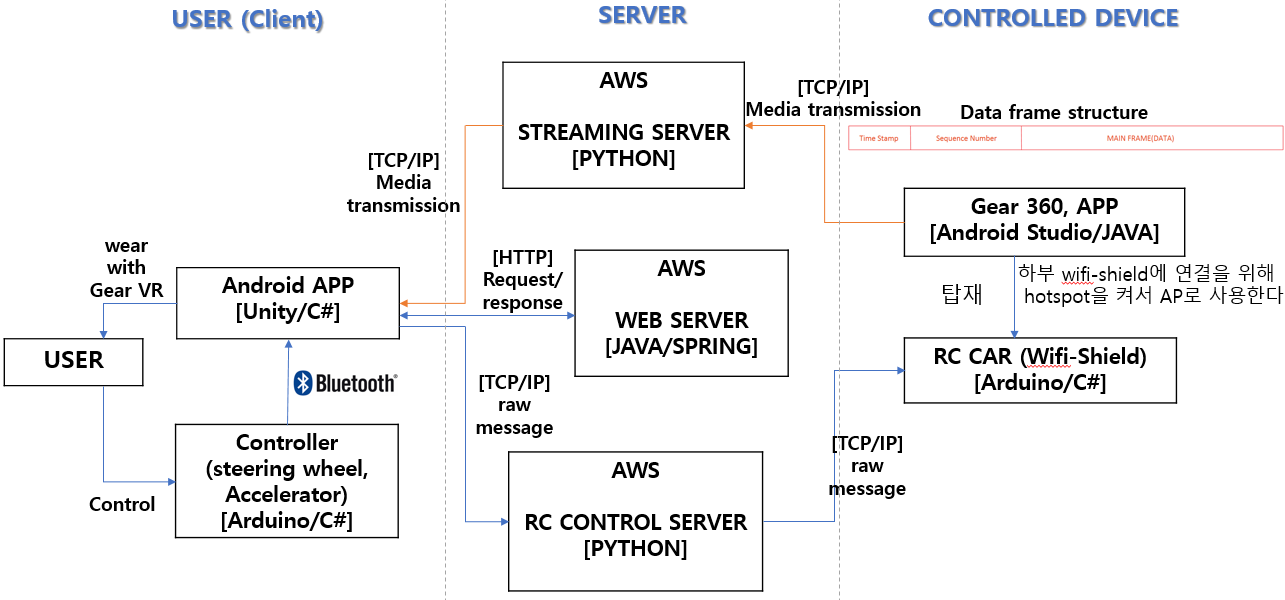 USER (Client)
SERVER
CONTROLLED DEVICE
AWS
STREAMING SERVER
[PYTHON]
[TCP/IP]
Media transmission
Data frame structure
Time Stamp
Sequence Number
MAIN FRAME(DATA)
[TCP/IP]
Media
transmission
Gear 360, APP
[Android Studio/JAVA]
wear
with
Gear VR
Android APP
[Unity/C#]
[HTTP]
Request/
response
AWS
WEB SERVER
[JAVA/SPRING]
탑재
하부 wifi-shield에 연결을 위해
hotspot을 켜서 AP로 사용한다
USER
Bluetooth®
RC CAR (Wifi-Shield)
[Arduino/C#]
[TCP/IP]
raw
message
Controller
(steering wheel,
Accelerator)
[Arduino/C#]
Control
AWS
RC CONTROL SERVER
[PYTHON]
[TCP/IP]
raw
message